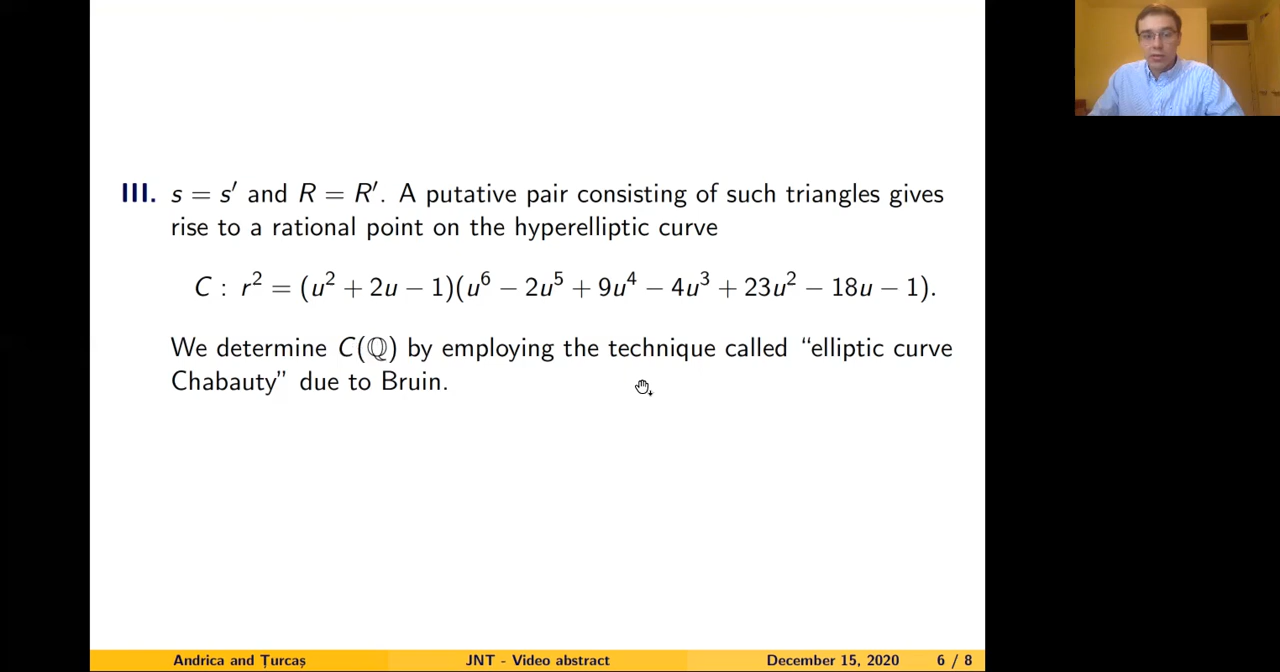 III. s = s′ and R = R′. A putative pair consisting of such triangles gives
rise to a rational point on the hyperelliptic curve
C : r² = (u² + 2u − 1)(u⁶ − 2u⁵ + 9u⁴ − 4u³ + 23u² − 18u − 1).
We determine C(ℚ) by employing the technique called “elliptic curve
Chabauty” due to Bruin.
Andrica and Țurcaș JNT - Video abstract December 15, 2020 6 / 8